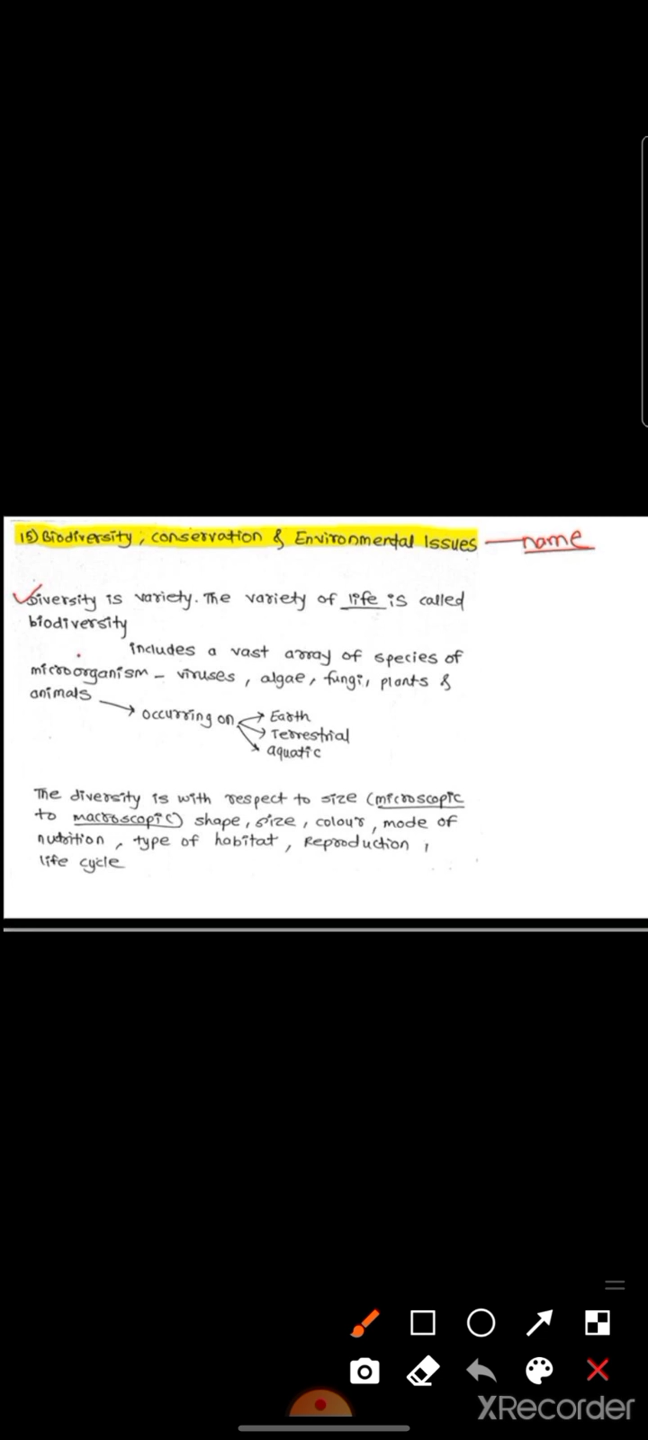 15) Biodiversity, conservation & Environmental Issues — name
Diversity is variety. The variety of life is called
biodiversity
includes a vast array of species of
microorganism - viruses, algae, fungi, plants &
animals
→ occurring on → Earth
→ Terrestrial
→ aquatic
The diversity is with respect to size (microscopic
to macroscopic) shape, size, colour, mode of
nutrition, type of habitat, Reproduction,
life cycle
XRecorder